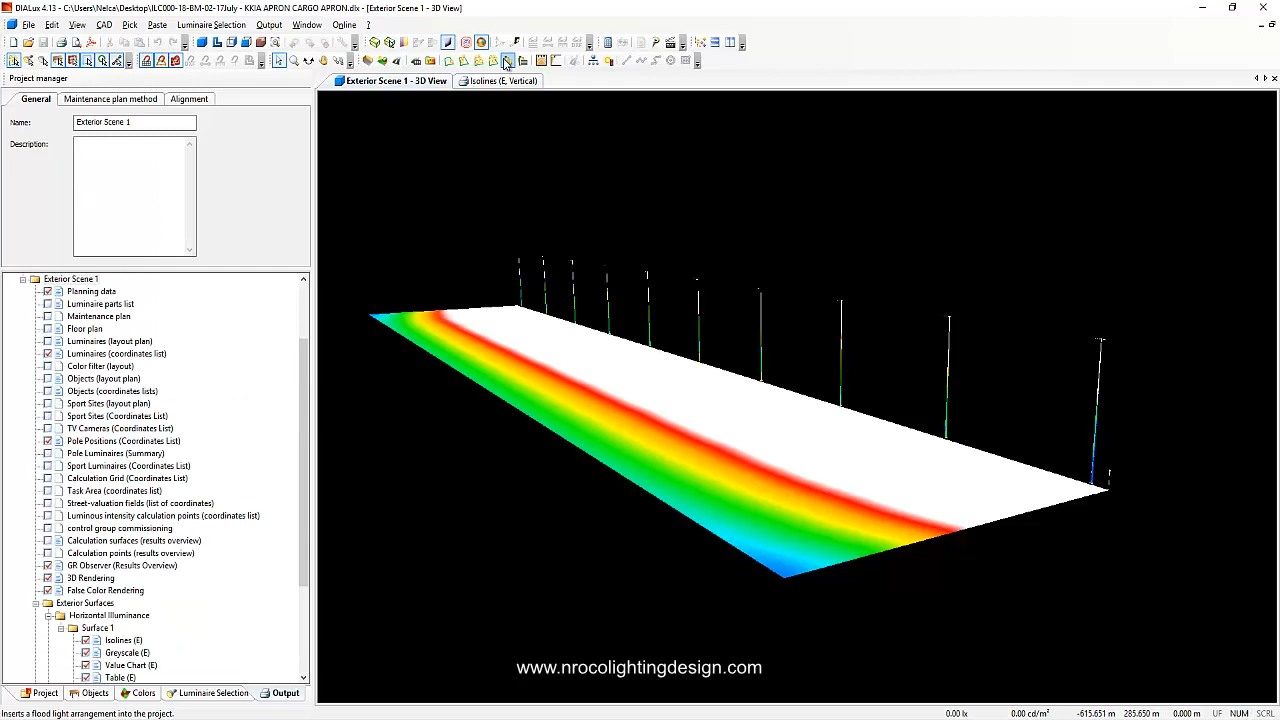 DIALux 4.13 - C:\Users\Nelca\Desktop\ILC000-18-BM-02-17July - KKIA APRON CARGO APRON.dlx - [Exterior Scene 1 - 3D View]
File Edit View CAD Pick Paste Luminaire Selection Output Window Online ?
Project manager
Exterior Scene 1 - 3D View Isolines (E, Vertical)
General Maintenance plan method Alignment
Name: Exterior Scene 1
Description:
Exterior Scene 1
Planning data
Luminaire parts list
Maintenance plan
Floor plan
Luminaires (layout plan)
Luminaires (coordinates list)
Color filter (layout)
Objects (layout plan)
Objects (coordinates lists)
Sport Sites (layout plan)
Sport Sites (Coordinates List)
TV Cameras (Coordinates List)
Pole Positions (Coordinates List)
Pole Luminaires (Summary)
Sport Luminaires (Coordinates List)
Calculation Grid (Coordinates List)
Task Area (coordinates list)
Street-valuation fields (list of coordinates)
Luminous intensity calculation points (coordinates list)
control group commissioning
Calculation surfaces (results overview)
Calculation points (results overview)
GR Observer (Results Overview)
3D Rendering
False Color Rendering
Exterior Surfaces
Horizontal Illuminance
Surface 1
Isolines (E)
Greyscale (E)
Value Chart (E)
Table (E)
www.nrocolightingdesign.com
Project Objects Colors Luminaire Selection Output
Inserts a flood light arrangement into the project. 0.00 lx 0.00 cd/m² -615.651 m 285.650 m 0.000 m UF NUM SCRL